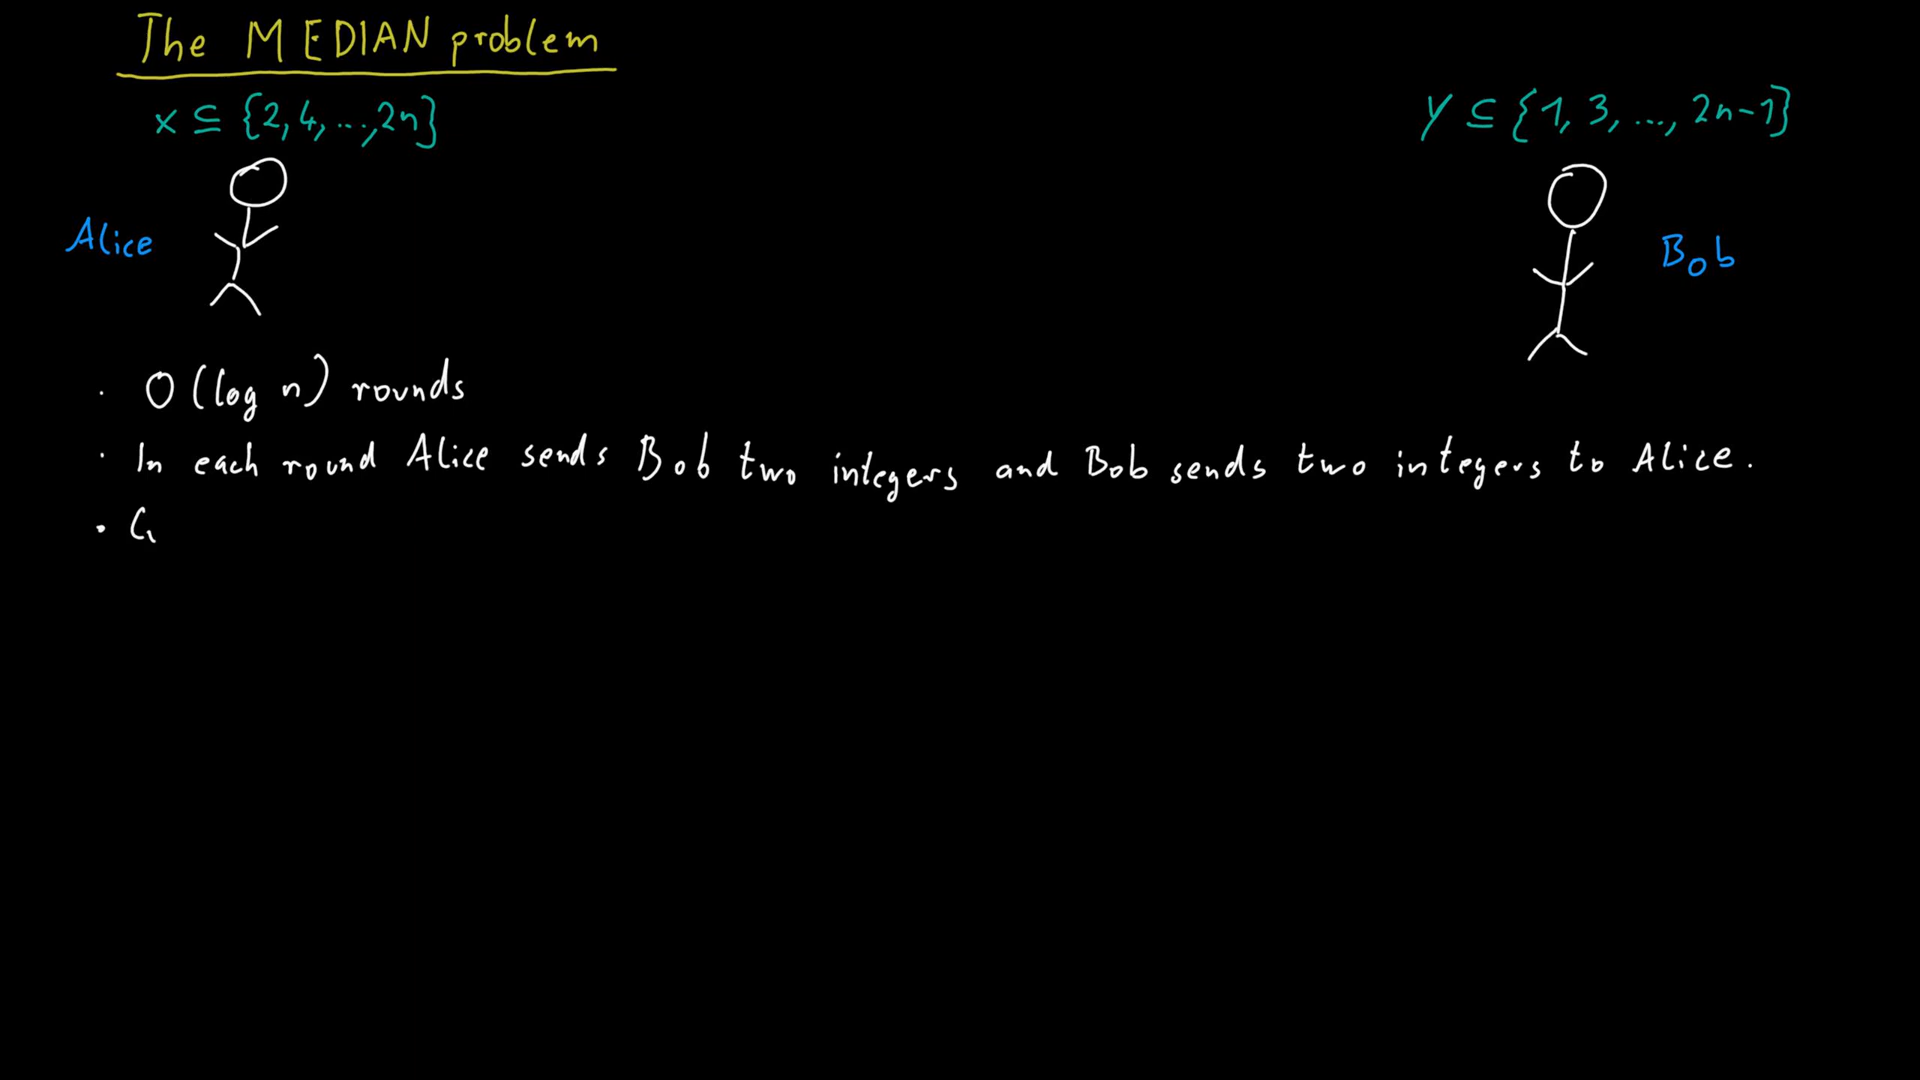 The MEDIAN problem
x ⊆ {2,4,...,2n}
y ⊆ {1,3,...,2n-1}
Alice
Bob
· O(log n) rounds
· In each round Alice sends Bob two integers and Bob sends two integers to Alice.
·